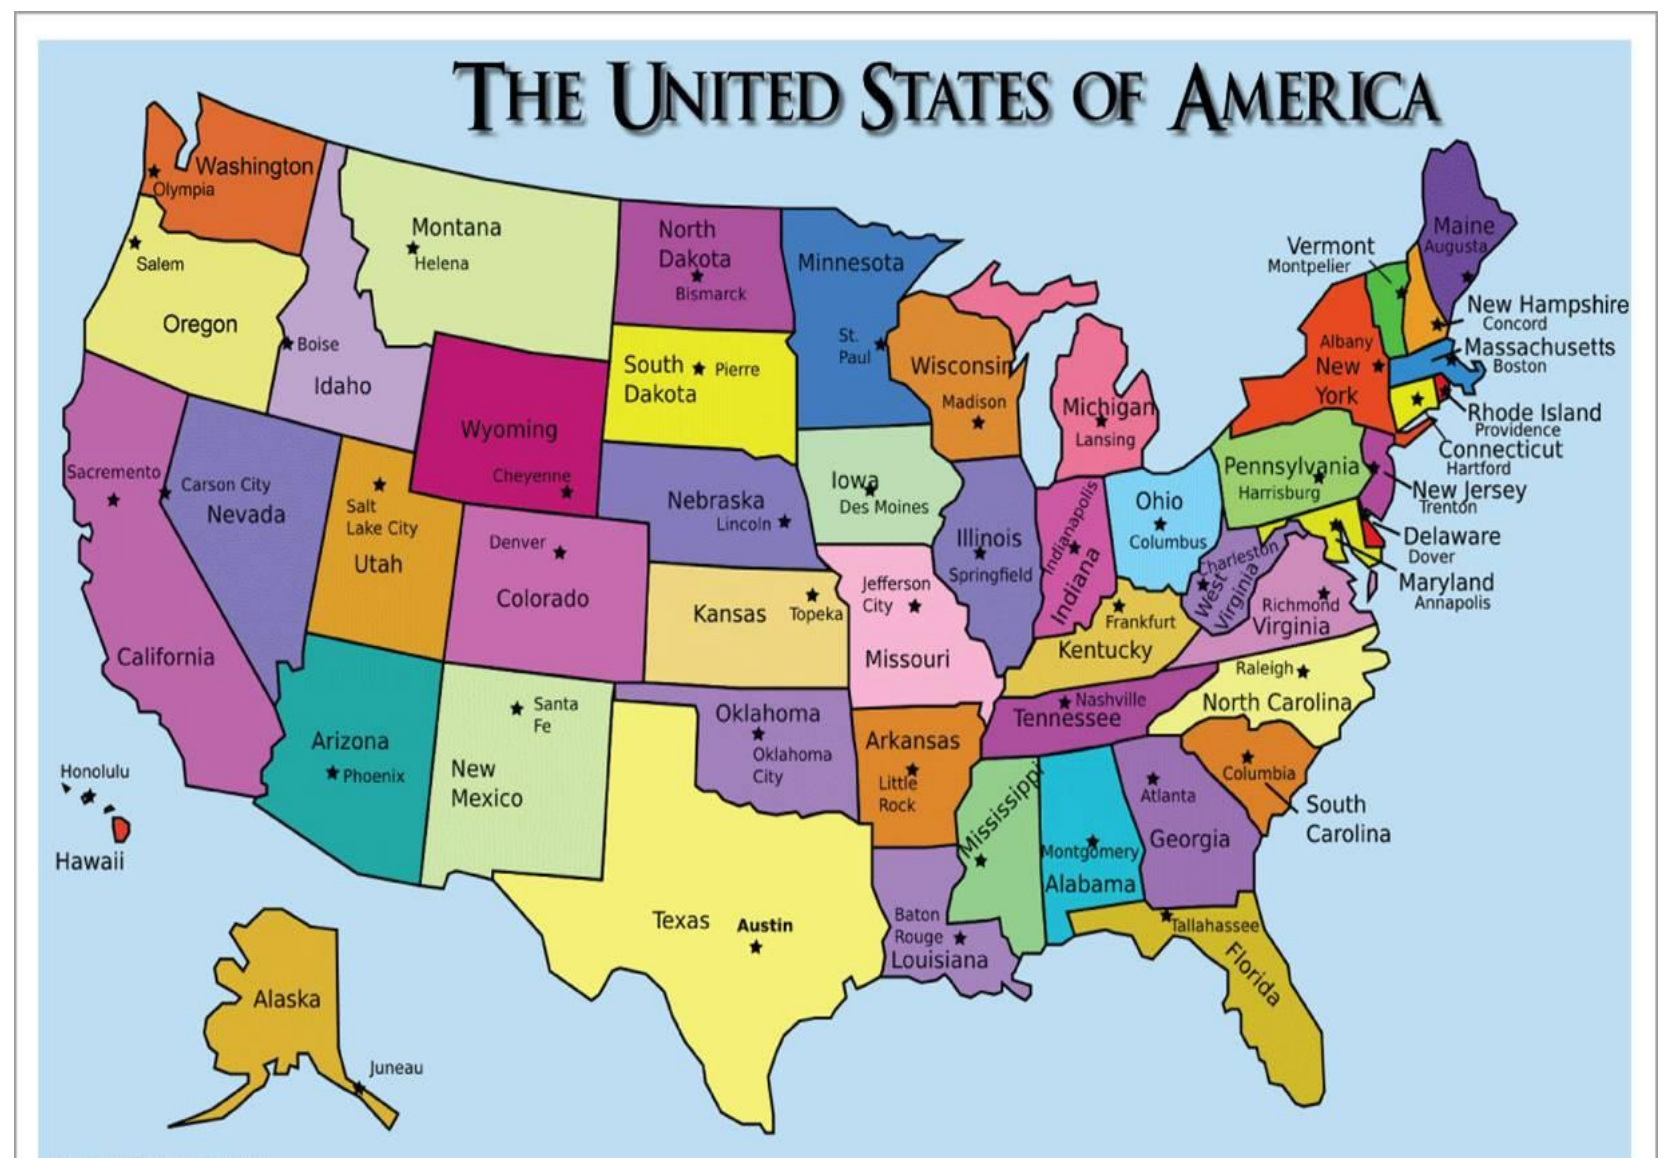 THE UNITED STATES OF AMERICA
Washington
Olympia
Montana
Helena
North
Dakota
Bismarck
Minnesota
St.
Paul
Maine
Augusta
Vermont
Montpelier
New Hampshire
Concord
Massachusetts
Boston
Albany
New
York
Rhode Island
Providence
Connecticut
Hartford
Salem
Oregon
Boise
Idaho
South
Dakota
Pierre
Wisconsin
Madison
Michigan
Lansing
Wyoming
Cheyenne
Sacremento
Carson City
Nevada
Salt
Lake City
Utah
Nebraska
Lincoln
Iowa
Des Moines
Illinois
Springfield
Indianapolis
Indiana
Ohio
Columbus
Pennsylvania
Harrisburg
New Jersey
Trenton
Delaware
Dover
Maryland
Annapolis
Charleston
West
Virginia
Richmond
Virginia
Denver
Colorado
Kansas
Topeka
Jefferson
City
Missouri
Frankfurt
Kentucky
California
Raleigh
North Carolina
Nashville
Tennessee
Arizona
Phoenix
Santa
Fe
New
Mexico
Oklahoma
Oklahoma
City
Arkansas
Little
Rock
Mississippi
Montgomery
Alabama
Atlanta
Georgia
Columbia
South
Carolina
Honolulu
Hawaii
Texas
Austin
Baton
Rouge
Louisiana
Tallahassee
Florida
Alaska
Juneau